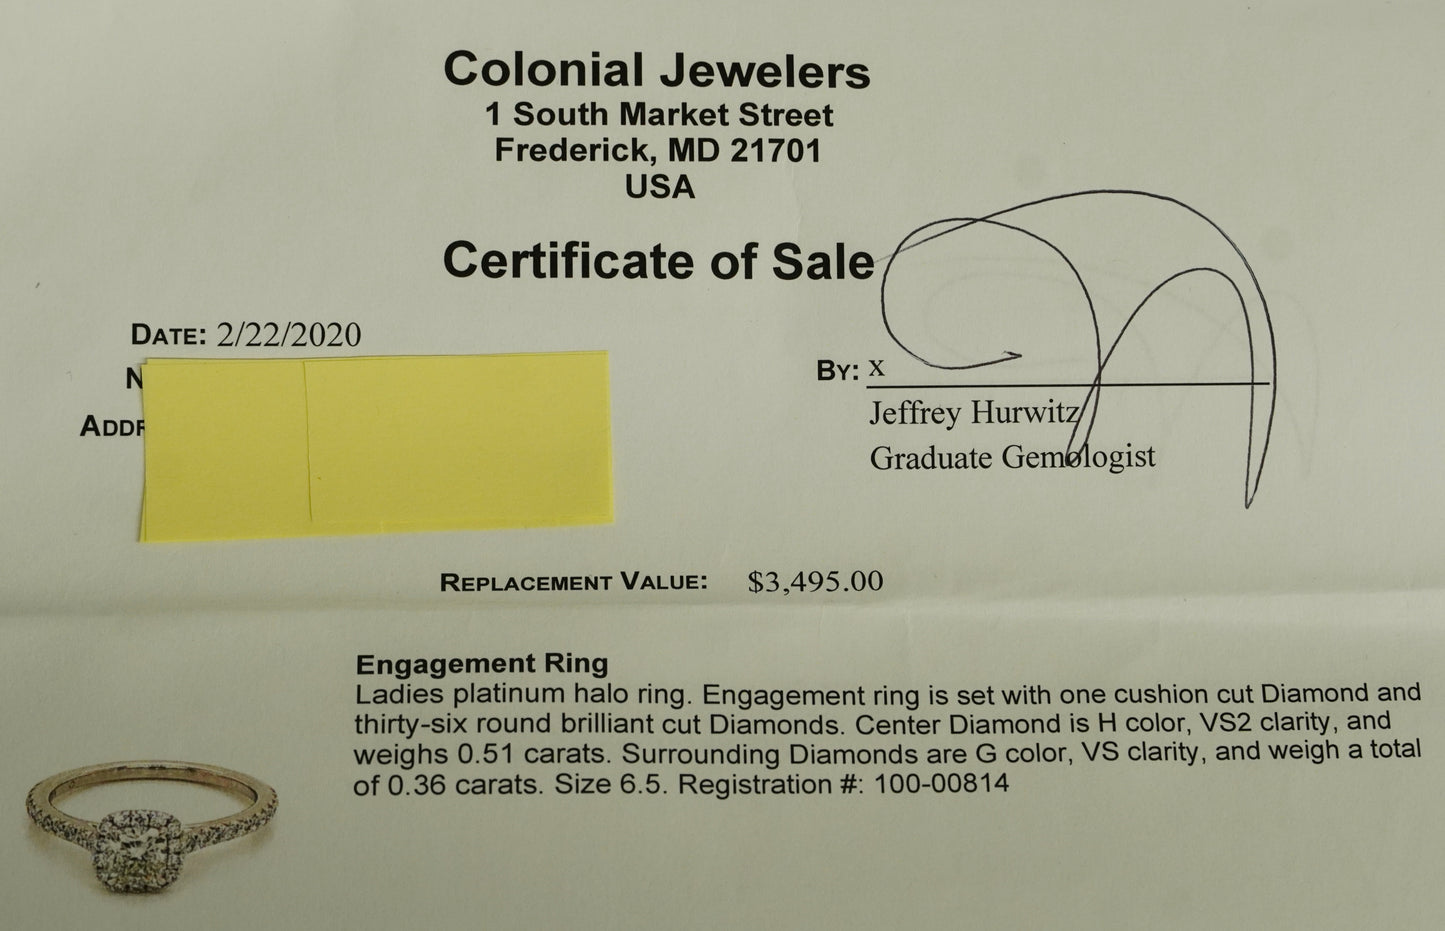 Colonial Jewelers
1 South Market Street
Frederick, MD 21701
USA
Certificate of Sale
DATE: 2/22/2020
N
ADDR
BY: x
Jeffrey Hurwitz
Graduate Gemologist
REPLACEMENT VALUE: $3,495.00
Engagement Ring
Ladies platinum halo ring. Engagement ring is set with one cushion cut Diamond and
thirty-six round brilliant cut Diamonds. Center Diamond is H color, VS2 clarity, and
weighs 0.51 carats. Surrounding Diamonds are G color, VS clarity, and weigh a total
of 0.36 carats. Size 6.5. Registration #: 100-00814